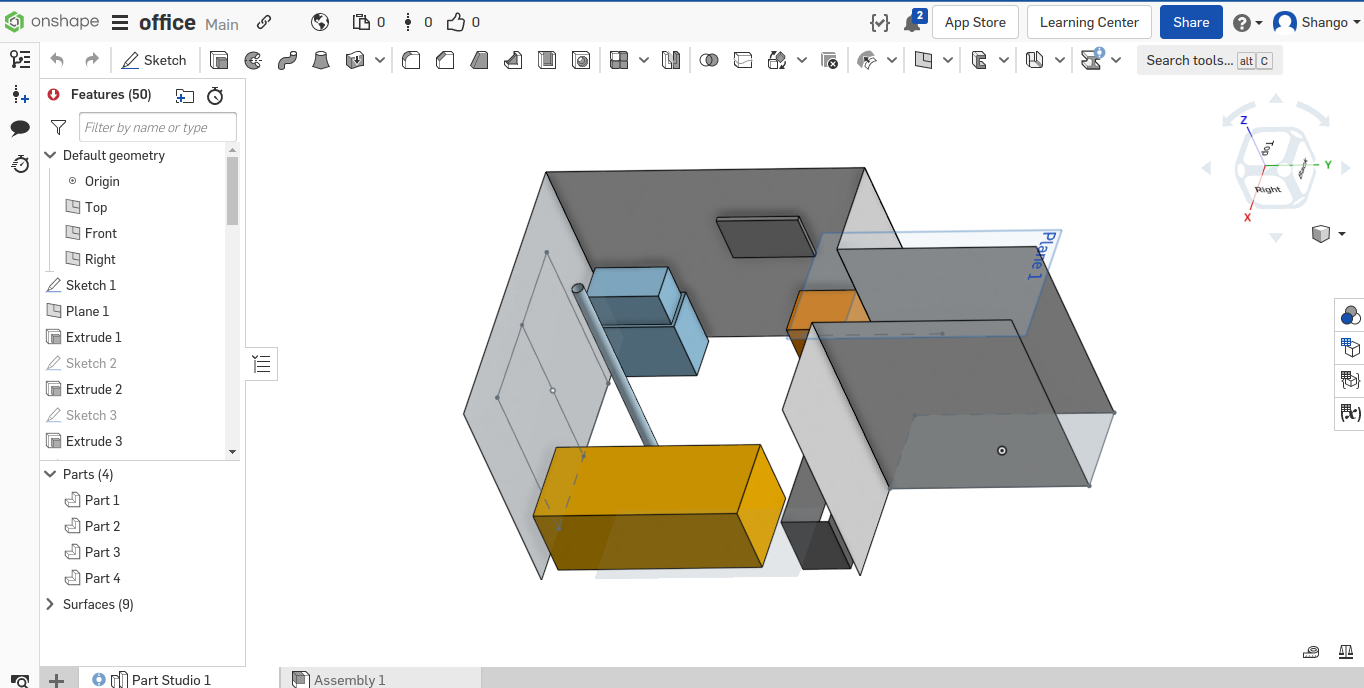 onshape
office Main
0
0
0
2
App Store
Learning Center
Share
Shango
Sketch
Search tools... alt C
Features (50)
Filter by name or type
Default geometry
Origin
Top
Front
Right
Sketch 1
Plane 1
Extrude 1
Sketch 2
Extrude 2
Sketch 3
Extrude 3
Parts (4)
Part 1
Part 2
Part 3
Part 4
Surfaces (9)
Plane 1
Z
Top
Y
Right
X
Part Studio 1
Assembly 1